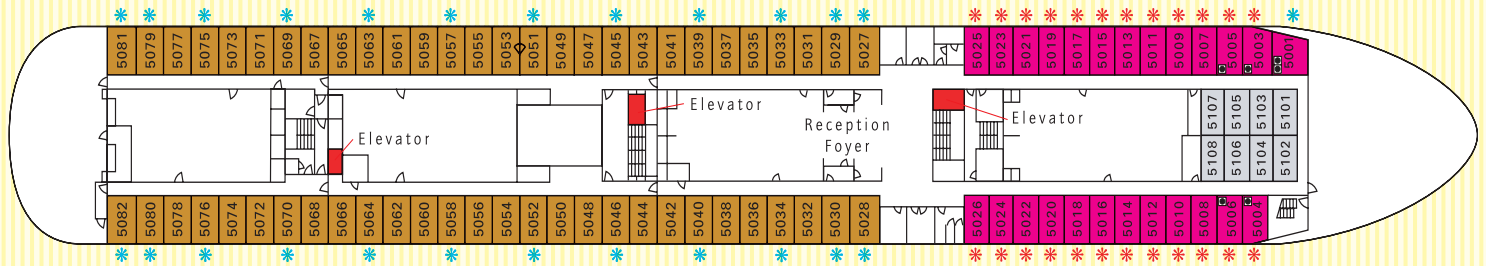 5081 5079 5077 5075 5073 5071 5069 5067 5065 5063 5061 5059 5057 5055 5053 5051 5049 5047 5045 5043 5041 5039 5037 5035 5033 5031 5029 5027 5025 5023 5021 5019 5017 5015 5013 5011 5009 5007 5005 5003 5001
Elevator
Elevator
Reception
Foyer
Elevator
5107 5105 5103 5101
5108 5106 5104 5102
5082 5080 5078 5076 5074 5072 5070 5068 5066 5064 5062 5060 5058 5056 5054 5052 5050 5048 5046 5044 5042 5040 5038 5036 5034 5032 5030 5028 5026 5024 5022 5020 5018 5016 5014 5012 5010 5008 5006 5004